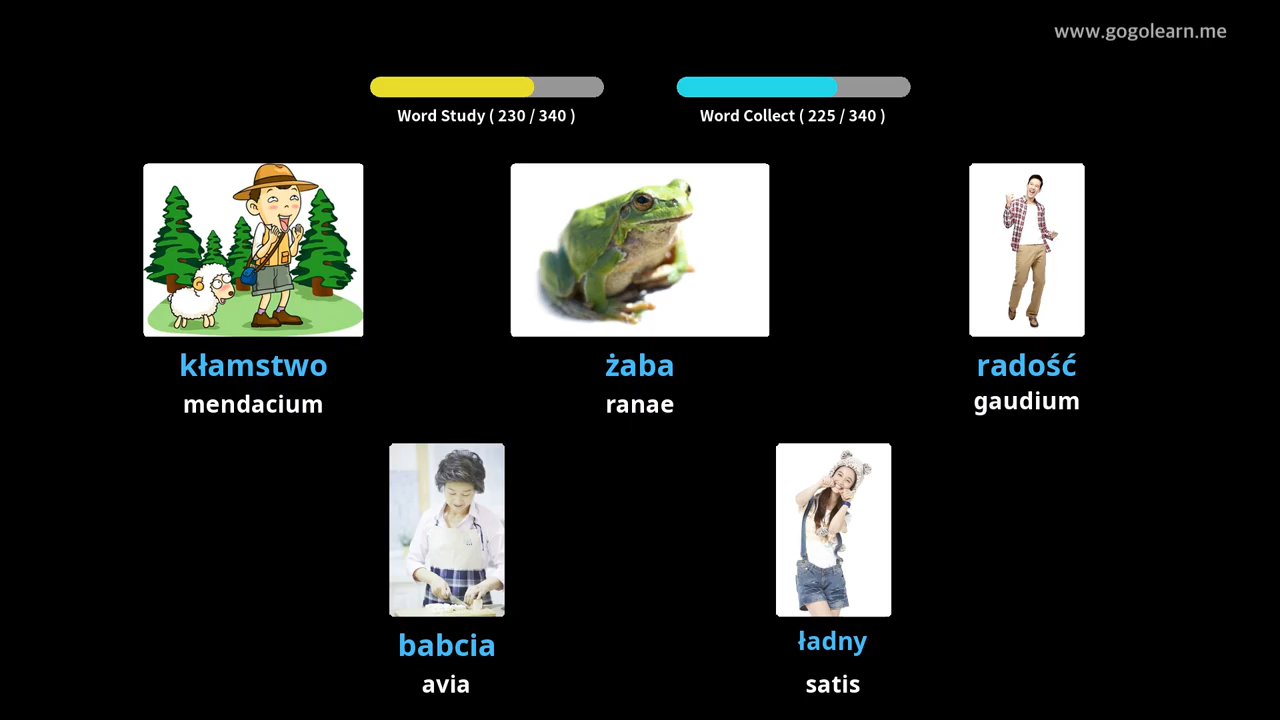 www.gogolearn.me
Word Study ( 230 / 340 )
Word Collect ( 225 / 340 )
kłamstwo
mendacium
żaba
ranae
radość
gaudium
babcia
avia
ładny
satis